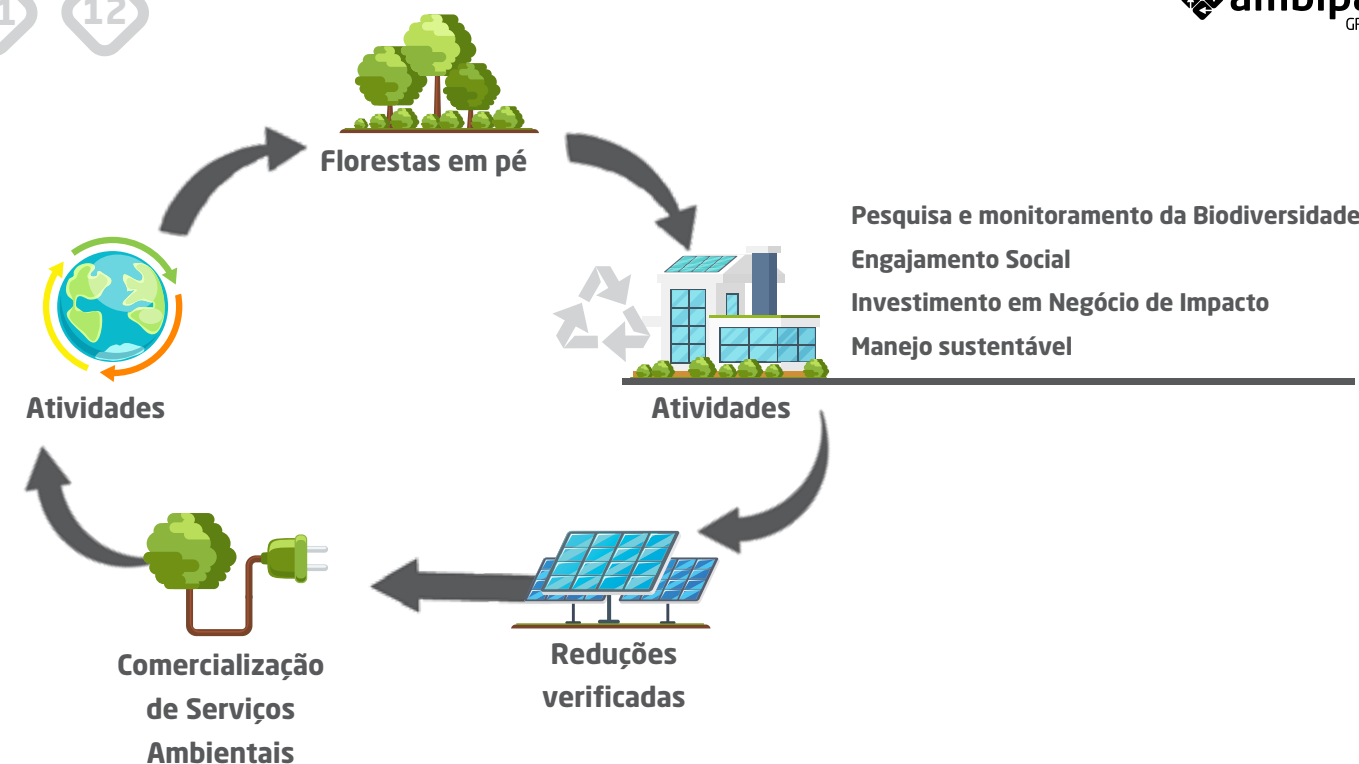 12
Florestas em pé
Pesquisa e monitoramento da Biodiversidade
Engajamento Social
Investimento em Negócio de Impacto
Manejo sustentável
Atividades
Atividades
Reduções
verificadas
Comercialização
de Serviços
Ambientais